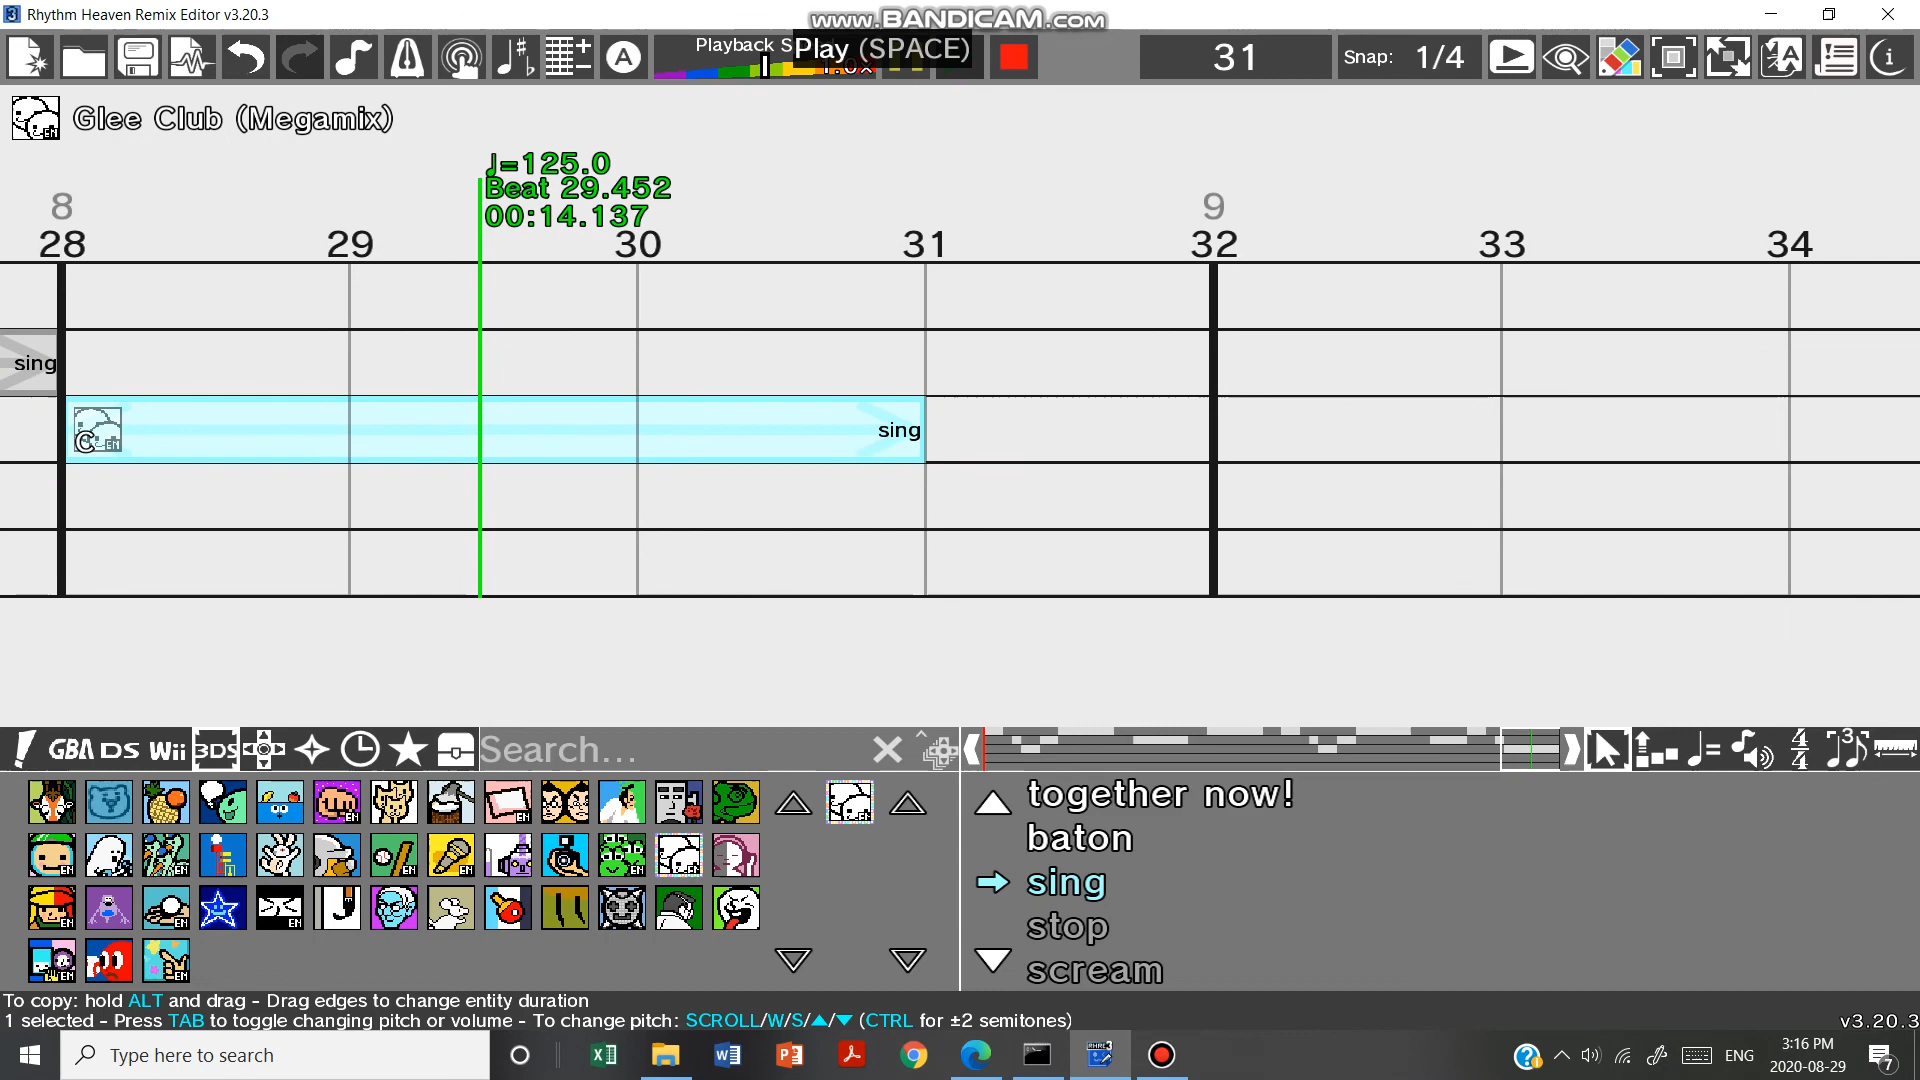 Rhythm Heaven Remix Editor v3.20.3
www.BANDICAM.com
Playback S
Play (SPACE)
1.0x
A
31
Snap: 1/4
Glee Club (Megamix)
♩=125.0
Beat 29.452
00:14.137
8
9
28
29
30
31
32
33
34
sing
C
EN
sing
GBA DS Wii 3DS
Search...
together now!
baton
sing
stop
scream
To copy: hold ALT and drag - Drag edges to change entity duration
1 selected - Press TAB to toggle changing pitch or volume - To change pitch: SCROLL/W/S/▲/▼ (CTRL for ±2 semitones)
v3.20.3
Type here to search
ENG
3:16 PM
2020-08-29
7